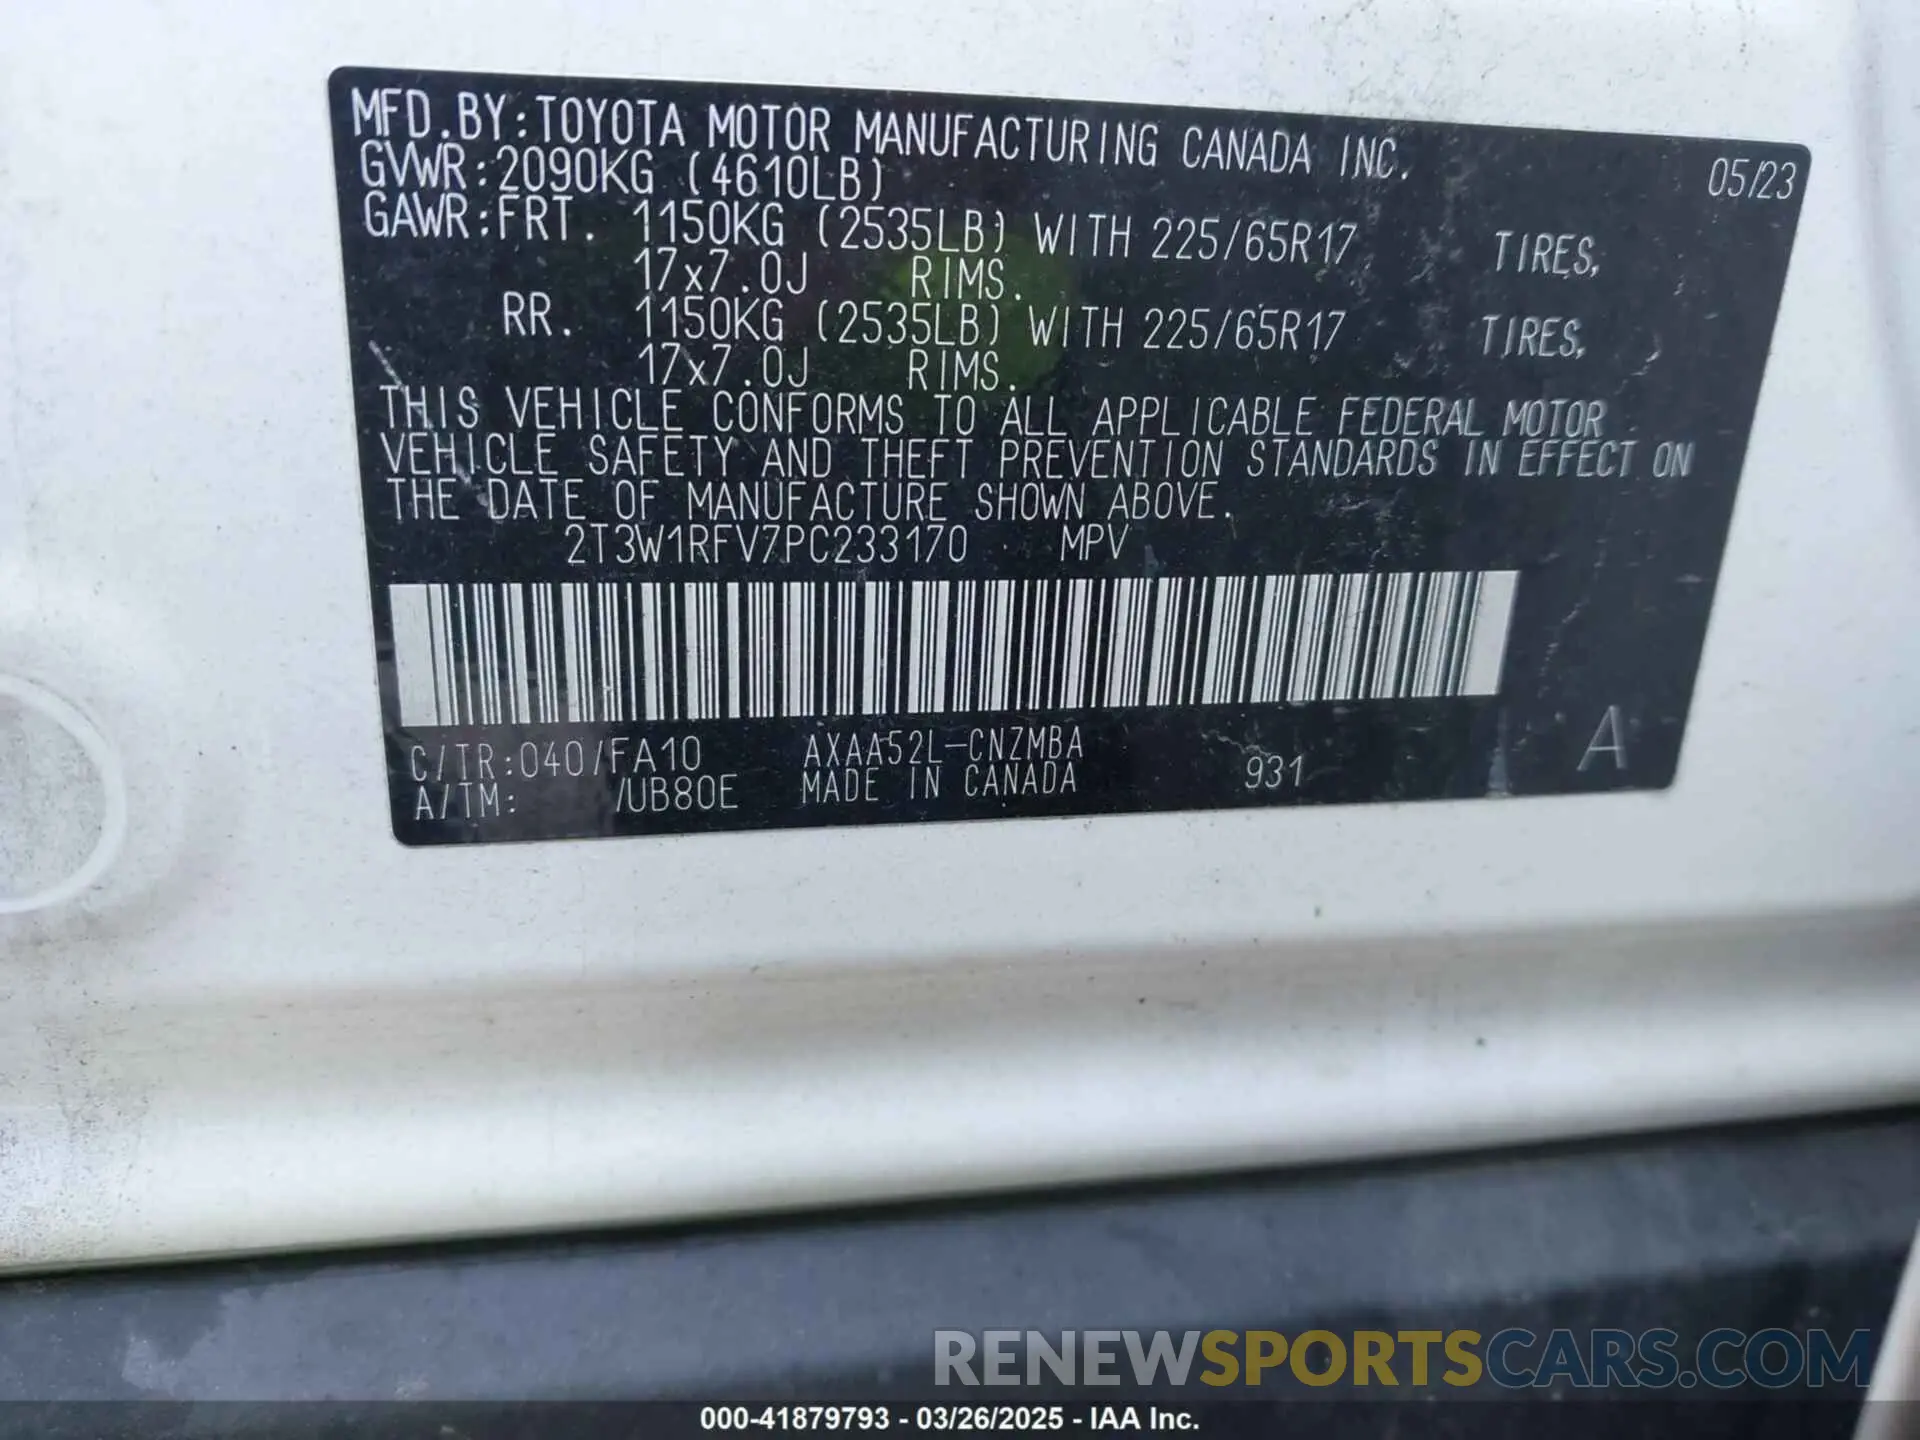 MFD.BY:TOYOTA MOTOR MANUFACTURING CANADA INC. 05/23
GVWR:2090KG (4610LB)
GAWR:FRT. 1150KG (2535LB) WITH 225/65R17 TIRES,
17x7.0J RIMS.
RR. 1150KG (2535LB) WITH 225/65R17 TIRES,
17x7.0J RIMS.
THIS VEHICLE CONFORMS TO ALL APPLICABLE FEDERAL MOTOR
VEHICLE SAFETY AND THEFT PREVENTION STANDARDS IN EFFECT ON
THE DATE OF MANUFACTURE SHOWN ABOVE.
2T3W1RFV7PC233170 MPV
C/TR:040/FA10 AXAA52L-CNZMBA
A/TM: /UB80E MADE IN CANADA 931 A
RENEWSPORTSCARS.COM
000-41879793 - 03/26/2025 - IAA Inc.